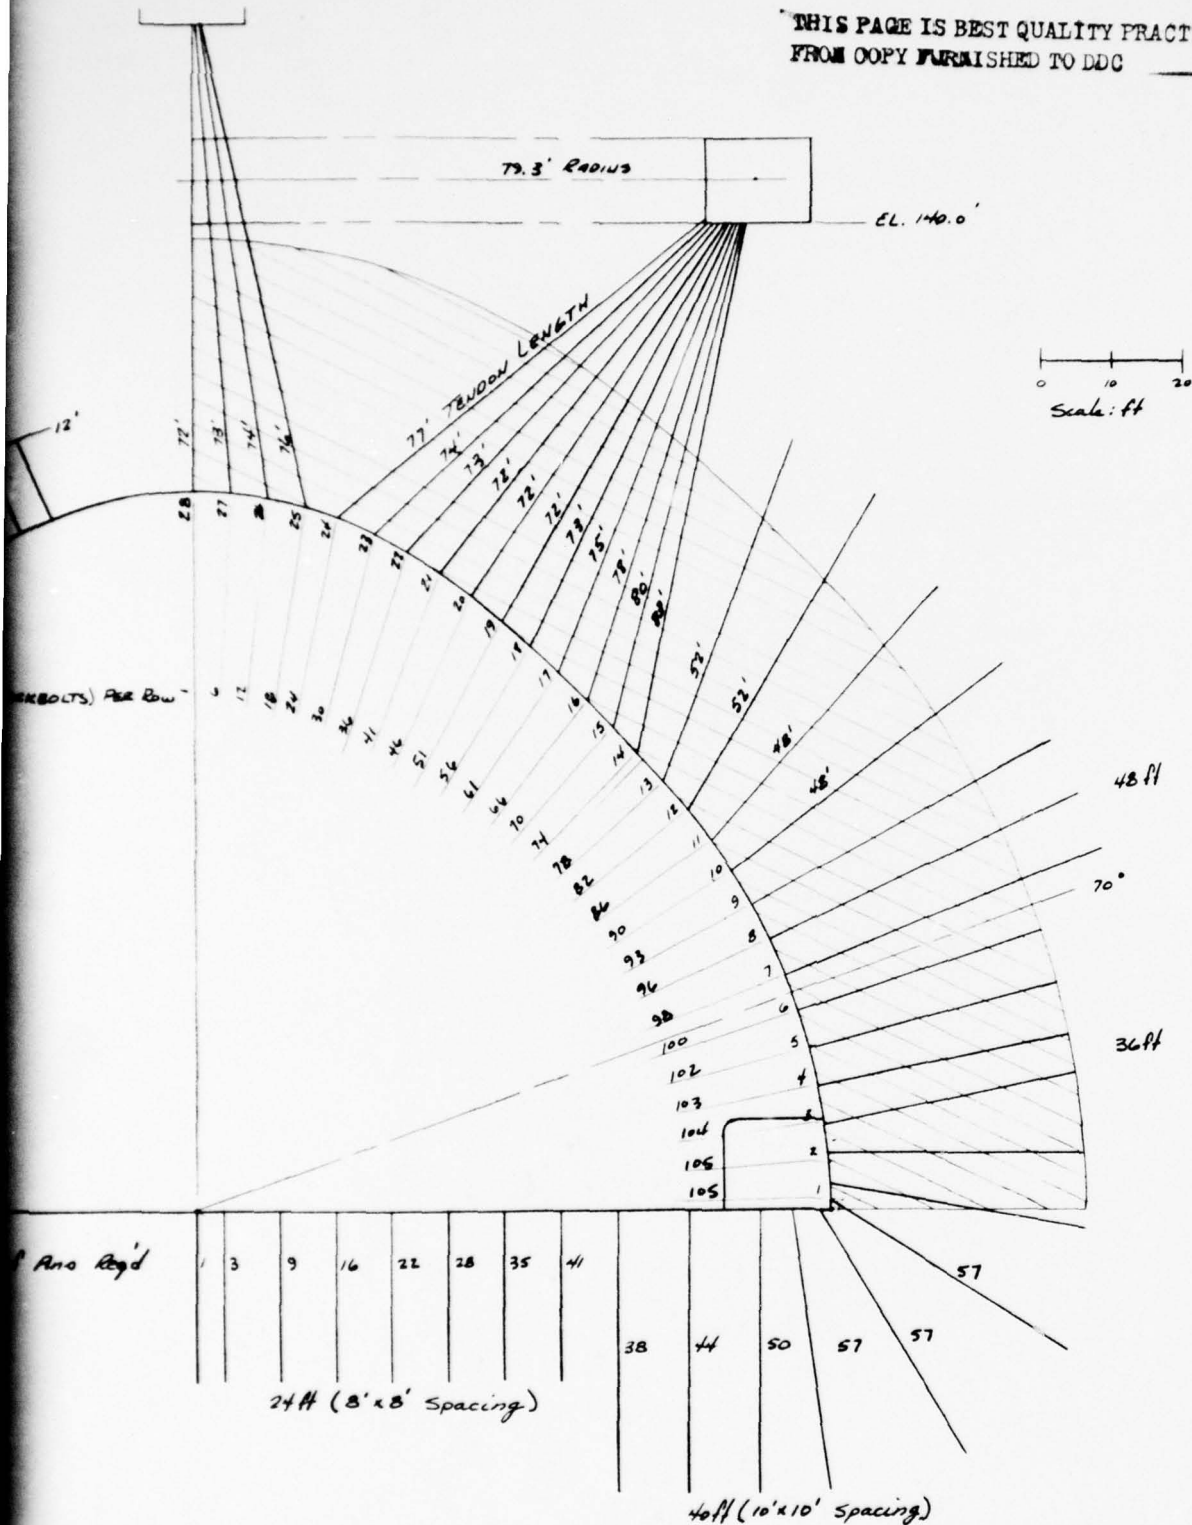 THIS PAGE IS BEST QUALITY PRACT
FROM COPY FURNISHED TO DDC
79.3' RADIUS
EL. 140.0'
77' TENDON LENGTH
0 10 20
Scale: ft
12'
72' 73' 74' 76'
74' 73' 72' 72' 72' 73' 75' 78' 80'
52' 52' 48' 48'
48 ft
70°
36 ft
28 27 25 23 22 21 20 19 18 17 16 15 14 13 12 11 10 9 8 7 6 5 4 3 2 1
BOLTS) PER ROW
6 12 18 24 30 36 41 46 51 56 61 66 70 74 78 82 86 90 93 96 98 100 102 103 104 105 105
Req'd
1 3 9 16 22 28 35 41
38 44 50 57 57 57
24 ft (8' x 8' Spacing)
40 ft (10' x 10' Spacing)